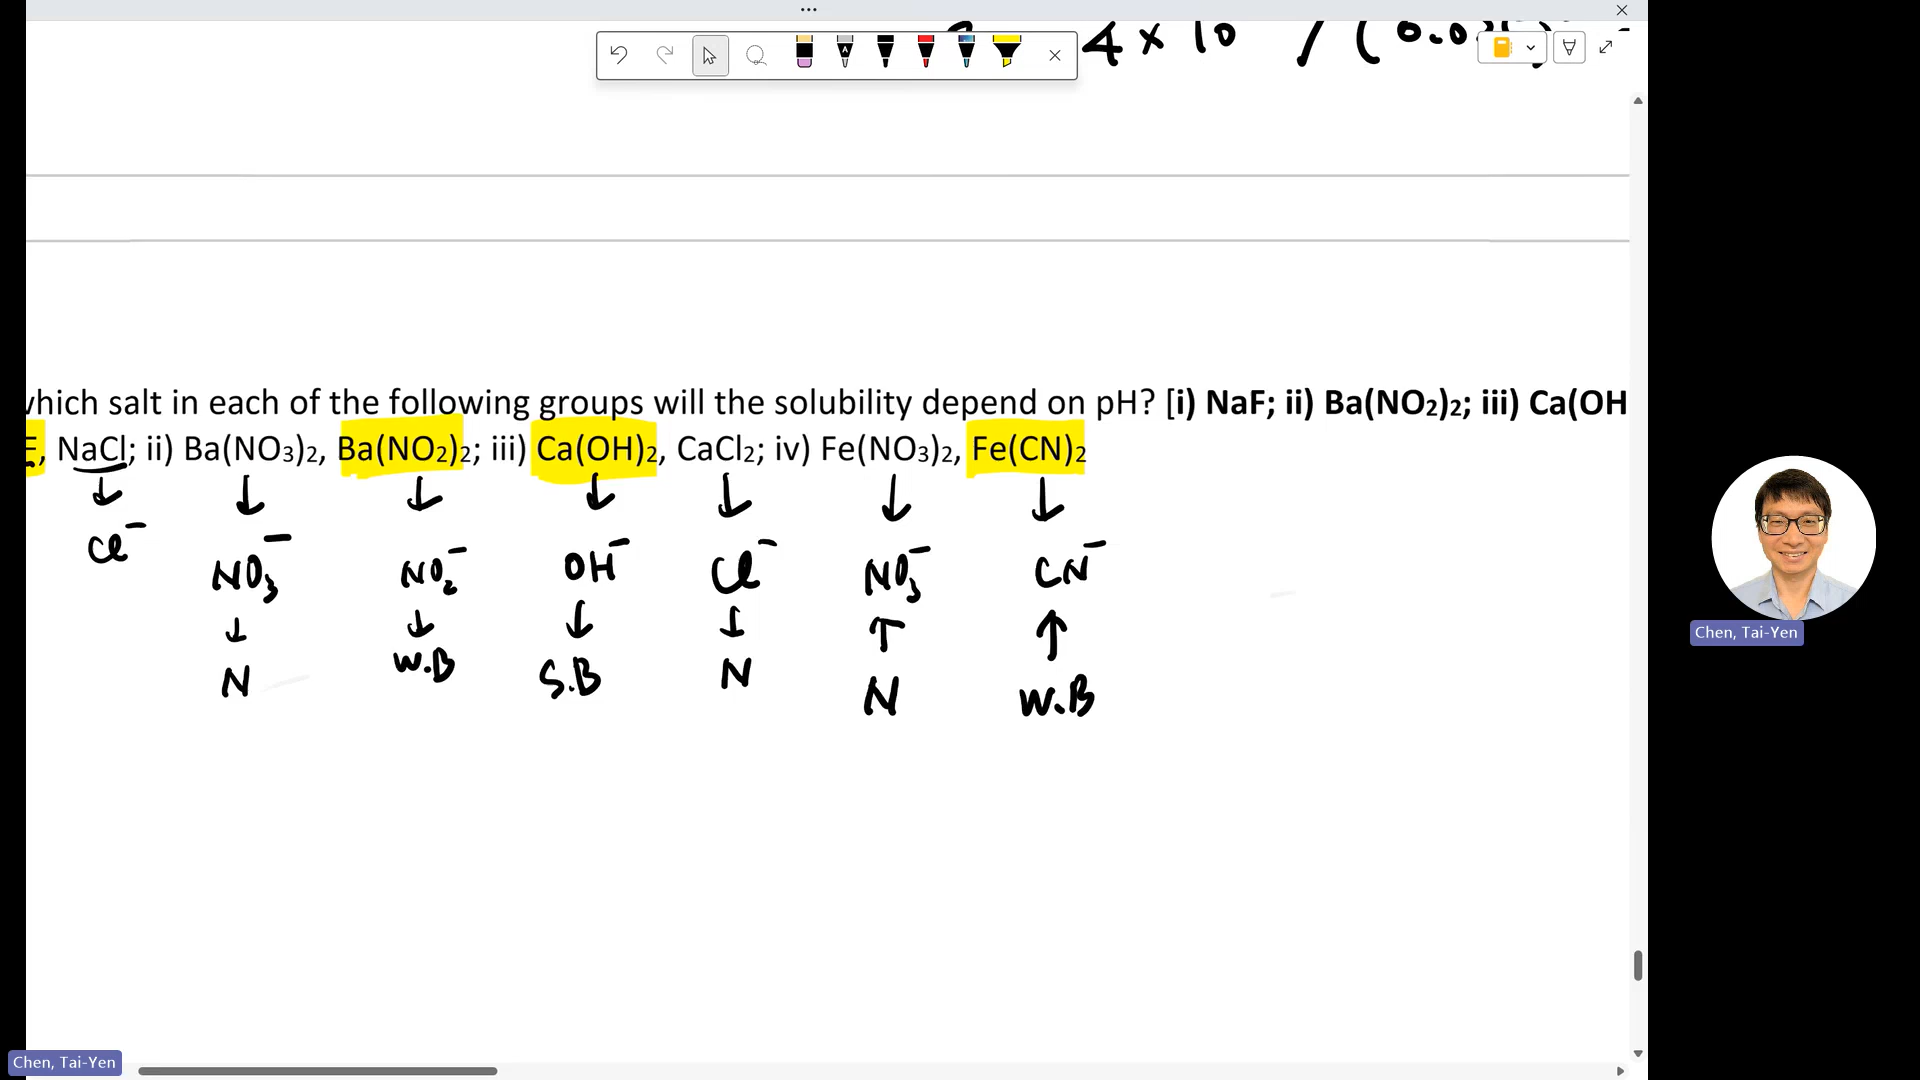 4 x 10 / ( 0.0
which salt in each of the following groups will the solubility depend on pH? [i) NaF; ii) Ba(NO₂)₂; iii) Ca(OH
F, NaCl; ii) Ba(NO₃)₂, Ba(NO₂)₂; iii) Ca(OH)₂, CaCl₂; iv) Fe(NO₃)₂, Fe(CN)₂
↓ ↓ ↓ ↓ ↓ ↓ ↓
Cl⁻ NO₃⁻ NO₂⁻ OH⁻ Cl⁻ NO₃⁻ CN⁻
↓ ↓ ↓ ↓ ↑ ↑
N W.B S.B N N W.B
Chen, Tai-Yen
Chen, Tai-Yen